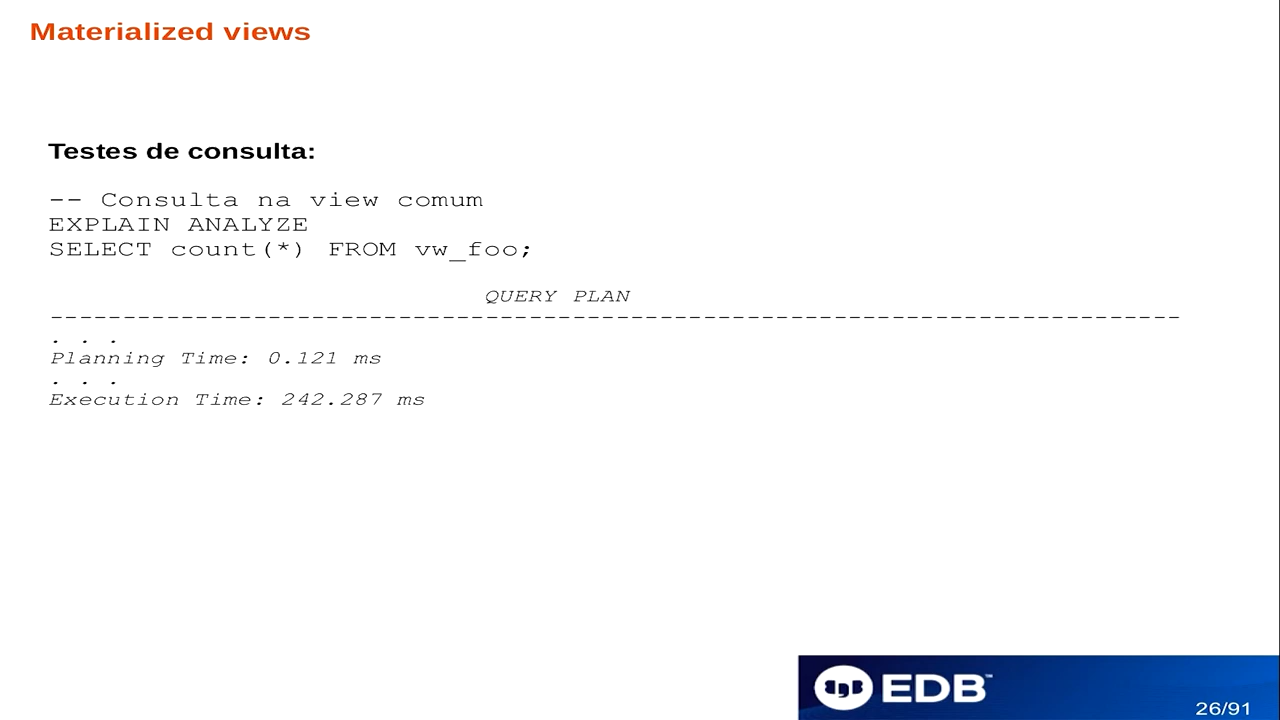 Materialized views
Testes de consulta:
-- Consulta na view comum
EXPLAIN ANALYZE
SELECT count(*) FROM vw_foo;
QUERY PLAN
------------------------------------------------------------------------------
. . .
Planning Time: 0.121 ms
. . .
Execution Time: 242.287 ms
EDB™
26/91